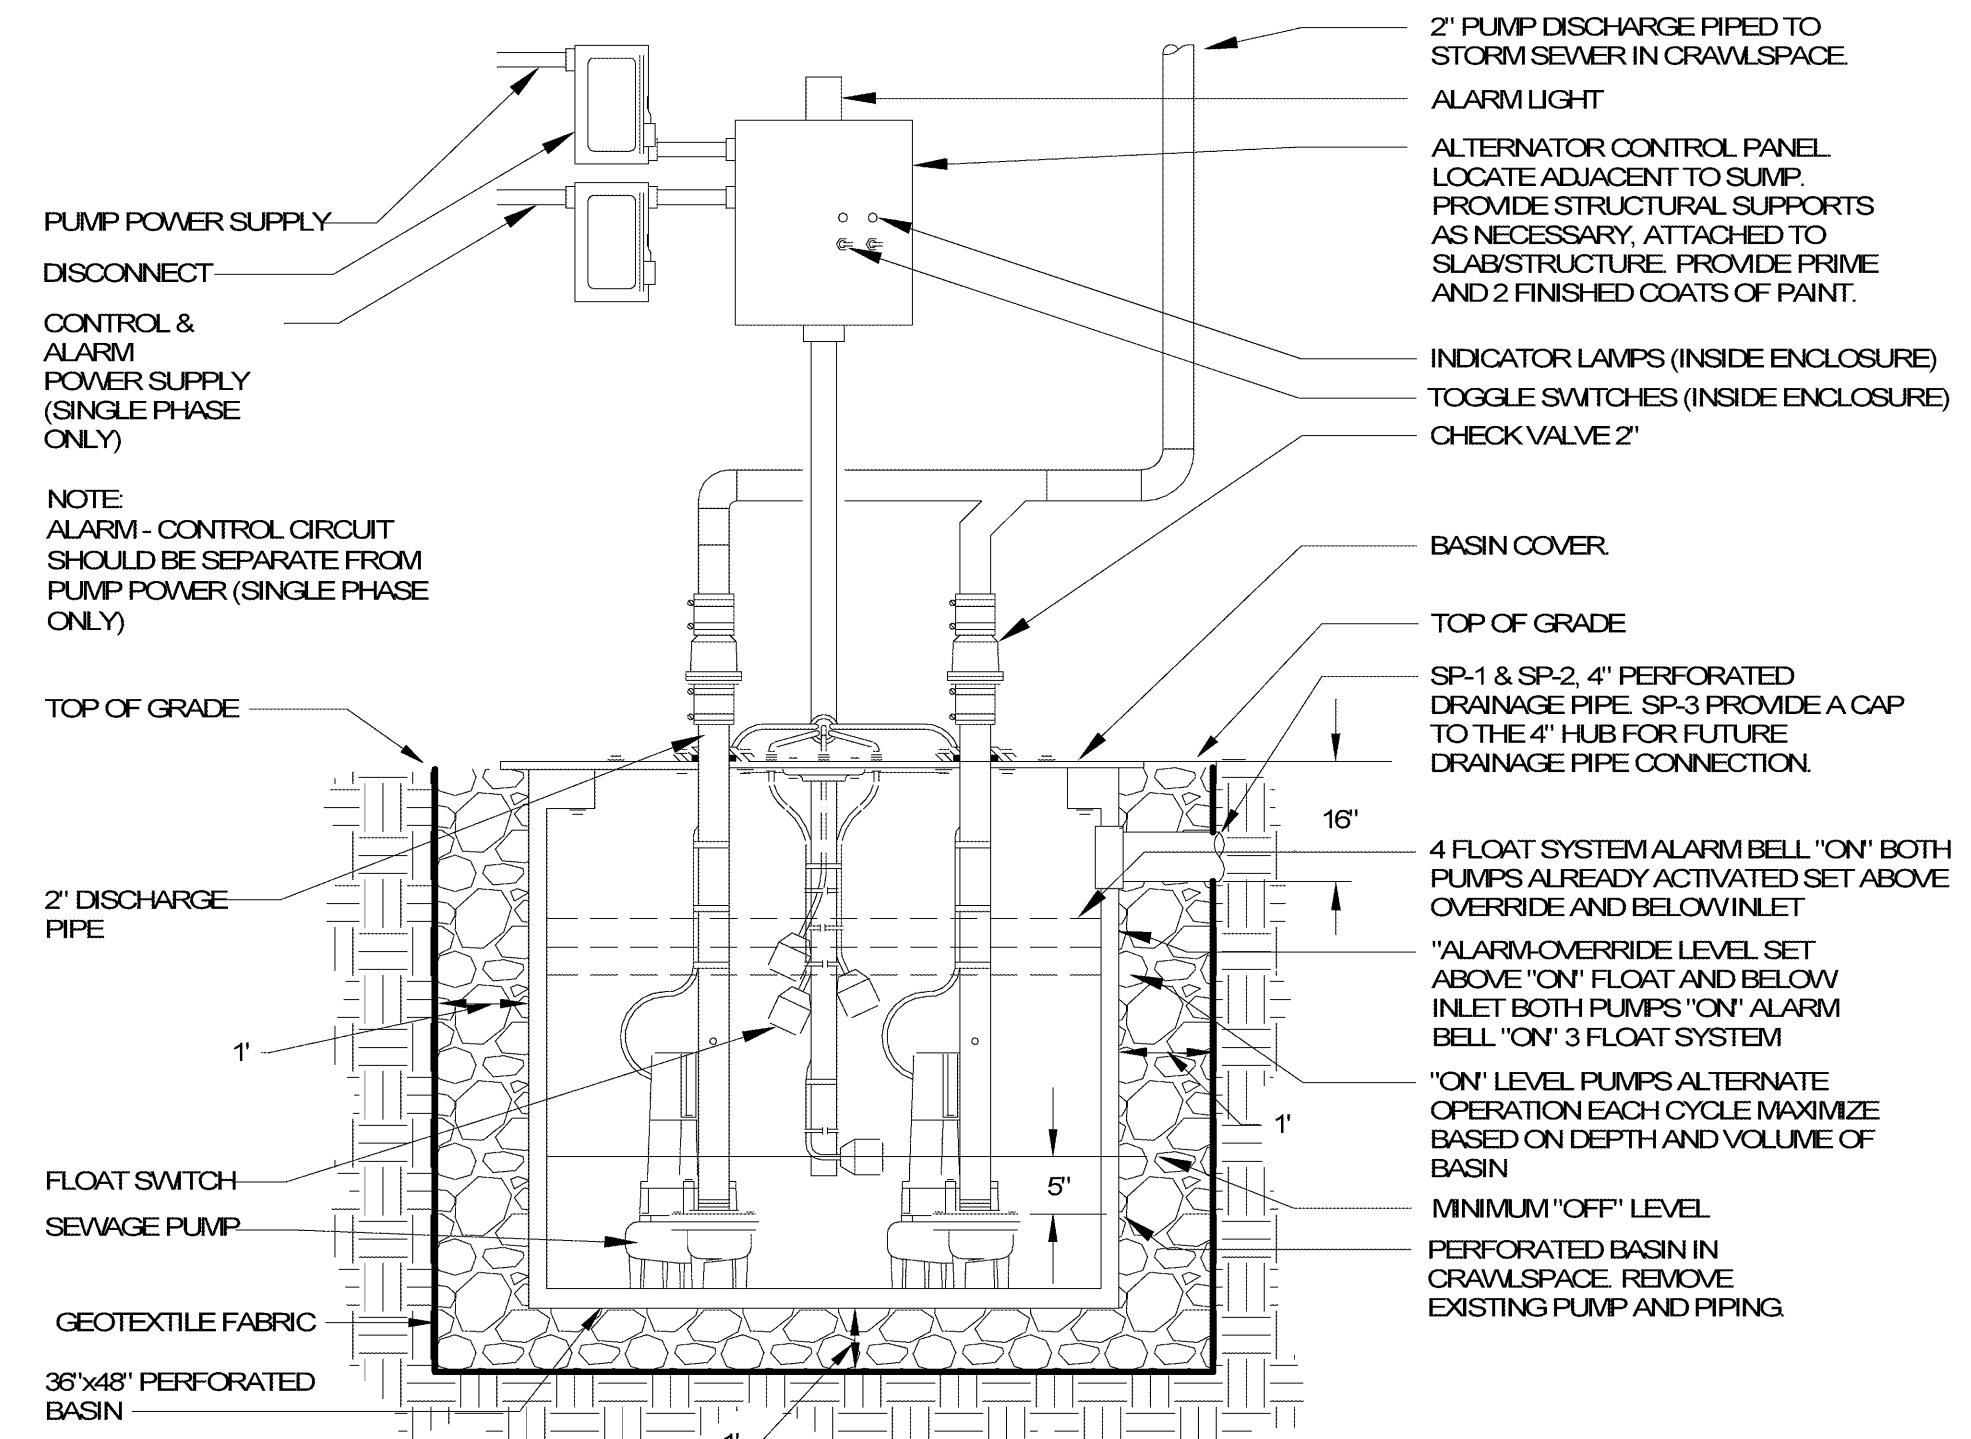 2" PUMP DISCHARGE PIPED TO
STORM SEWER IN CRAWLSPACE.
ALARM LIGHT
ALTERNATOR CONTROL PANEL.
LOCATE ADJACENT TO SUMP.
PROVIDE STRUCTURAL SUPPORTS
AS NECESSARY, ATTACHED TO
SLAB/STRUCTURE. PROVIDE PRIME
AND 2 FINISHED COATS OF PAINT.
INDICATOR LAMPS (INSIDE ENCLOSURE)
TOGGLE SWITCHES (INSIDE ENCLOSURE)
CHECK VALVE 2"
BASIN COVER.
TOP OF GRADE
SP-1 & SP-2, 4" PERFORATED
DRAINAGE PIPE. SP-3 PROVIDE A CAP
TO THE 4" HUB FOR FUTURE
DRAINAGE PIPE CONNECTION.
16"
4 FLOAT SYSTEM ALARM BELL "ON" BOTH
PUMPS ALREADY ACTIVATED SET ABOVE
OVERRIDE AND BELOW INLET
"ALARM-OVERRIDE LEVEL SET
ABOVE "ON" FLOAT AND BELOW
INLET BOTH PUMPS "ON" ALARM
BELL "ON" 3 FLOAT SYSTEM
"ON" LEVEL PUMPS ALTERNATE
OPERATION EACH CYCLE MAXIMIZE
BASED ON DEPTH AND VOLUME OF
BASIN
1'
MINIMUM "OFF" LEVEL
5"
PERFORATED BASIN IN
CRAWLSPACE. REMOVE
EXISTING PUMP AND PIPING.
PUMP POWER SUPPLY
DISCONNECT
CONTROL &
ALARM
POWER SUPPLY
(SINGLE PHASE
ONLY)
NOTE:
ALARM - CONTROL CIRCUIT
SHOULD BE SEPARATE FROM
PUMP POWER (SINGLE PHASE
ONLY)
TOP OF GRADE
2" DISCHARGE
PIPE
1'
FLOAT SWITCH
SEWAGE PUMP
GEOTEXTILE FABRIC
36"x48" PERFORATED
BASIN
1'